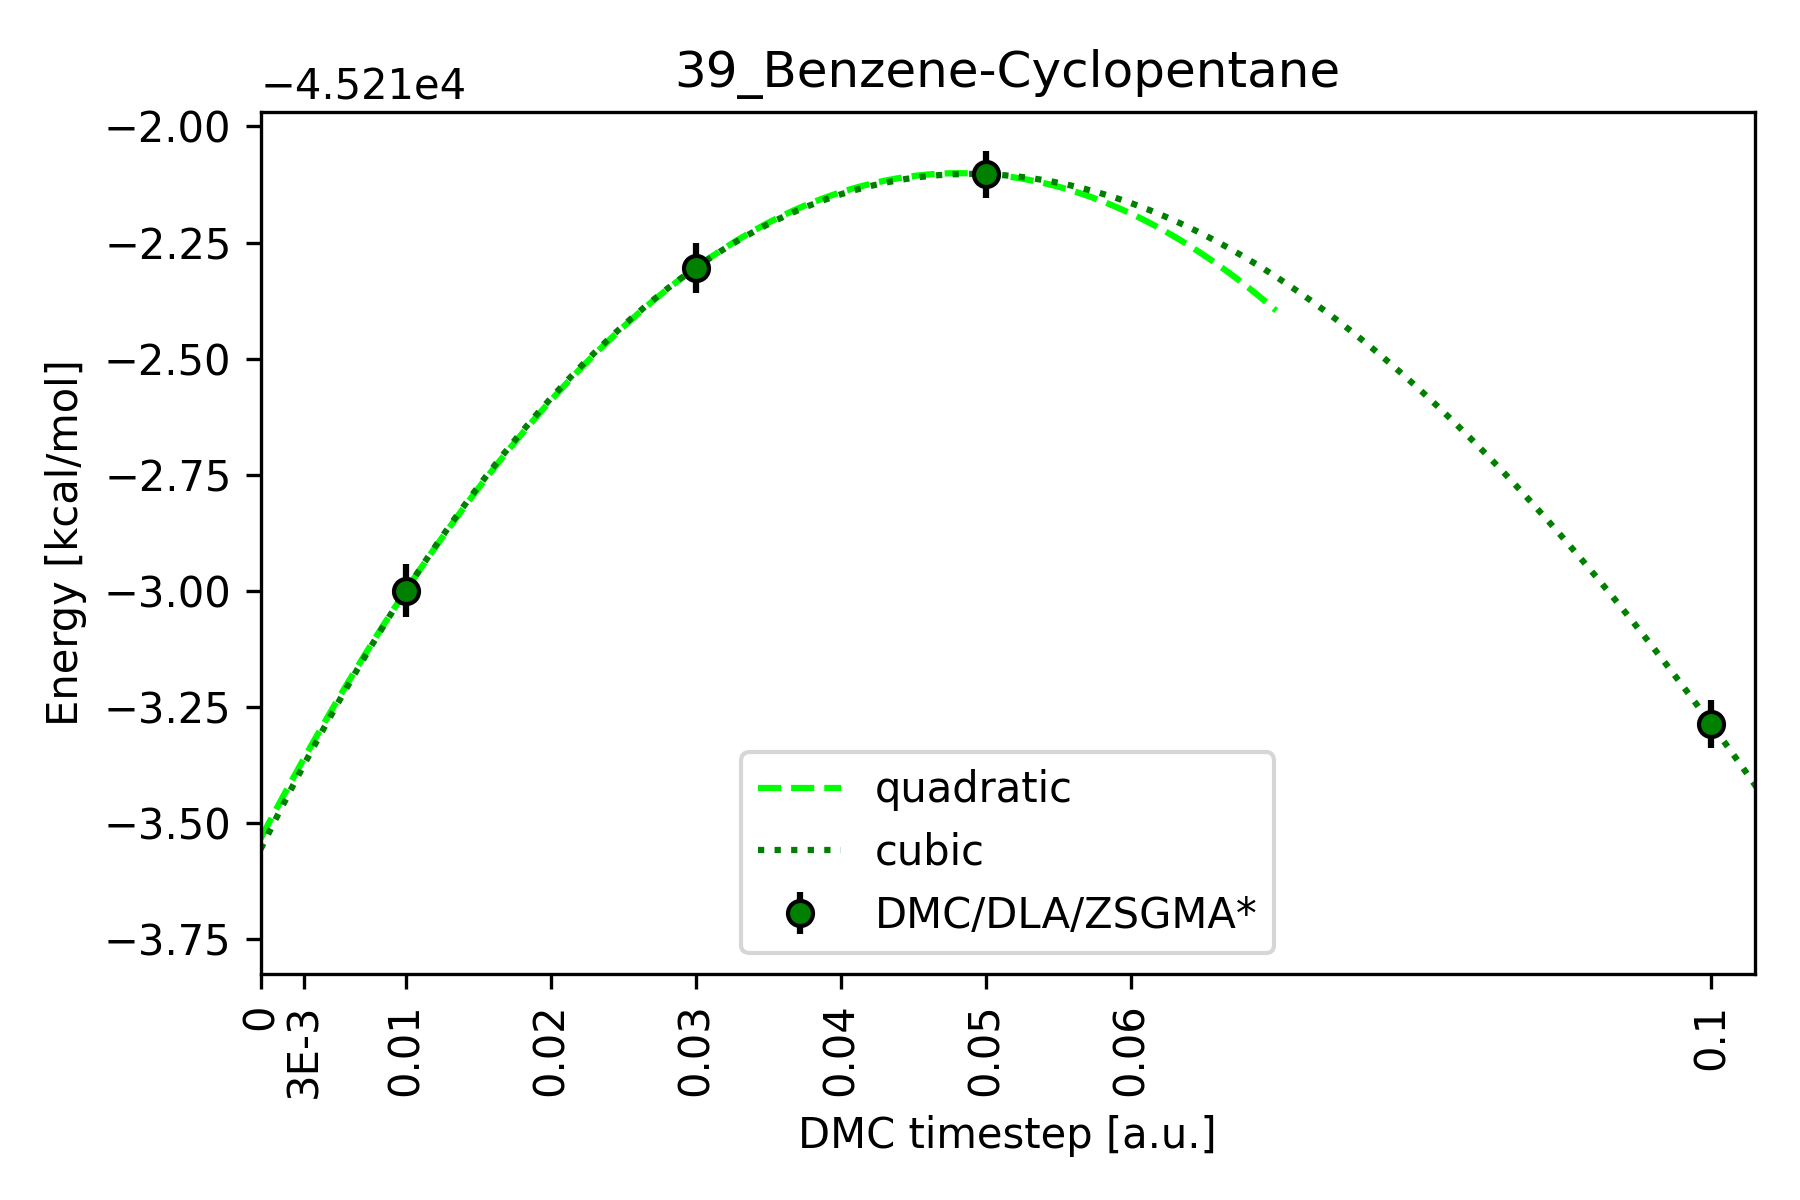 39_Benzene-Cyclopentane
−4.521e4
−2.00
−2.25
−2.50
−2.75
−3.00
−3.25
−3.50
−3.75
Energy [kcal/mol]
quadratic
cubic
DMC/DLA/ZSGMA*
0
3E-3
0.01
0.02
0.03
0.04
0.05
0.06
0.1
DMC timestep [a.u.]